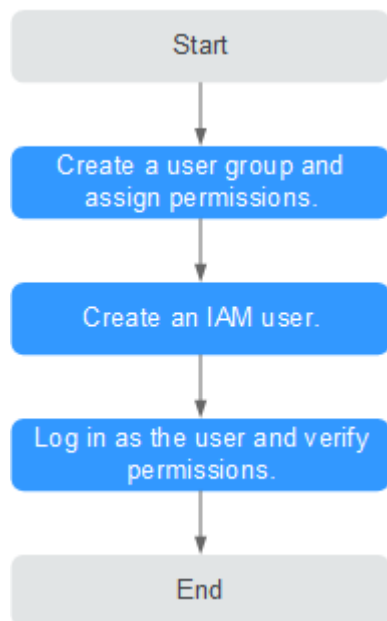 Start
Create a user group and
assign permissions.
Create an IAM user.
Log in as the user and verify
permissions.
End